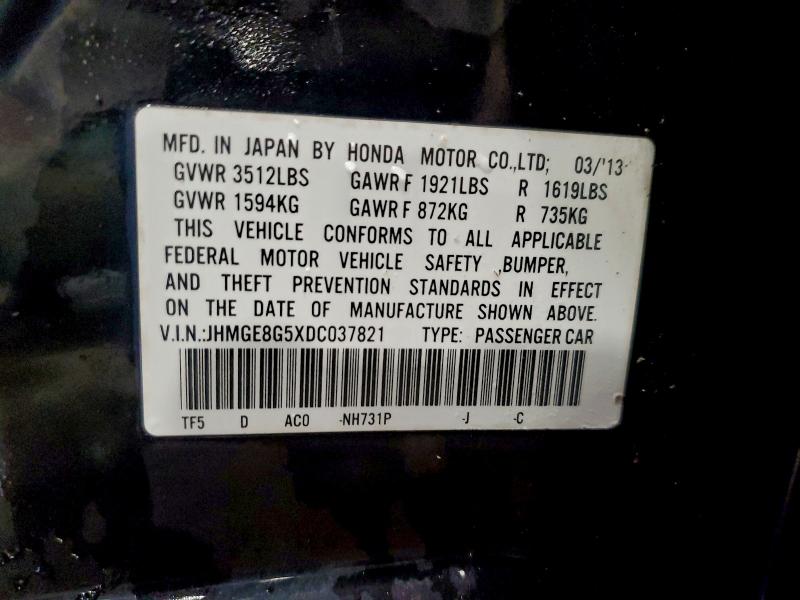 MFD. IN JAPAN BY HONDA MOTOR CO.,LTD; 03/'13
GVWR 3512LBS GAWR F 1921LBS R 1619LBS
GVWR 1594KG GAWR F 872KG R 735KG
THIS VEHICLE CONFORMS TO ALL APPLICABLE
FEDERAL MOTOR VEHICLE SAFETY ,BUMPER,
AND THEFT PREVENTION STANDARDS IN EFFECT
ON THE DATE OF MANUFACTURE SHOWN ABOVE.
V.I.N.:JHMGE8G5XDC037821 TYPE: PASSENGER CAR
TF5 D AC0 -NH731P -J -C